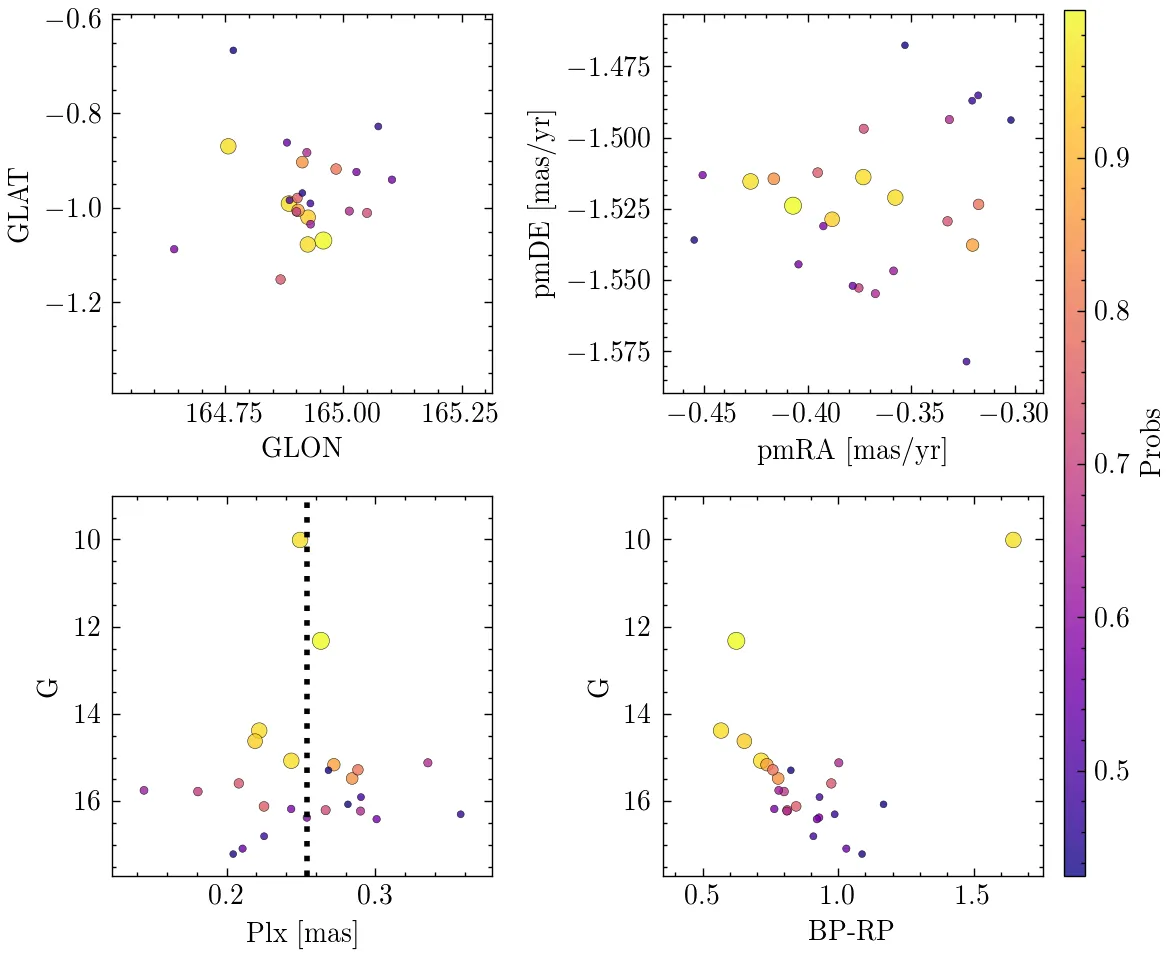 −0.6
−0.8
−1.0
−1.2
GLAT
164.75 165.00 165.25
GLON
−1.475
−1.500
−1.525
−1.550
−1.575
pmDE [mas/yr]
−0.45 −0.40 −0.35 −0.30
pmRA [mas/yr]
10
12
14
16
G
0.2 0.3
Plx [mas]
10
12
14
16
G
0.5 1.0 1.5
BP-RP
0.9
0.8
0.7
0.6
0.5
Probs